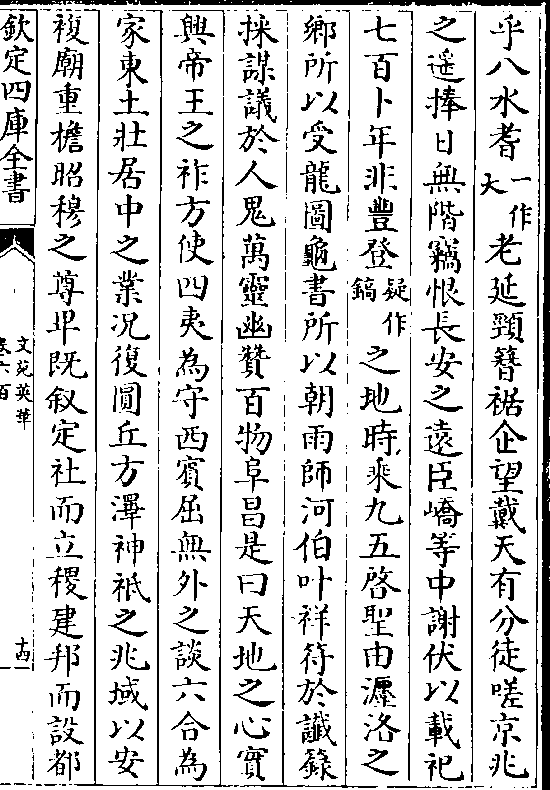 乎八水耆一作大老延頸簪裾企望戴天有分徒嗟京兆
之遥捧日無階竊恨長安之遠臣嶠等中謝伏以載祀
七百卜年非豐登疑作鎬之地時乘九五啓聖由瀍洛之
鄉所以受龍圖龜書所以朝雨師河伯叶祥符於讖錄
採謀議於人鬼萬靈幽贊百物阜昌是曰天地之心實
興帝王之祚方使四夷為守西賓屈無外之談六合為
家東土壯居中之業况復圓丘方澤神祇之兆域以安
複廟重檐昭穆之尊卑既叙定社而立稷建邦而設都
欽定四庫全書
文苑英華
卷六百
十四